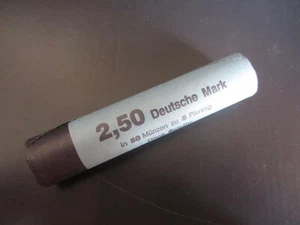 2,50 Deutsche Mark
in 50 Münzen zu 5 Pfennig